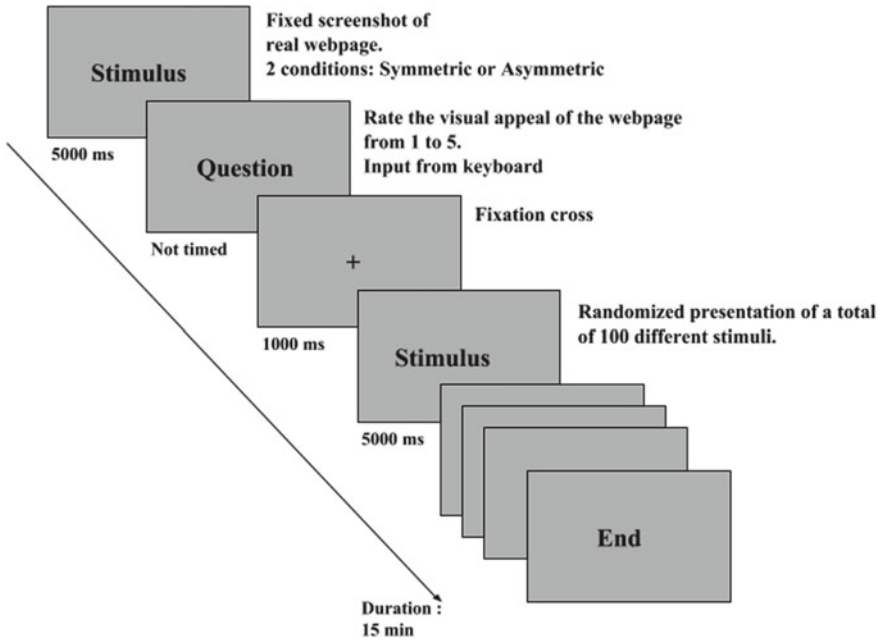 Fixed screenshot of
real webpage.
2 conditions: Symmetric or Asymmetric
Stimulus
5000 ms
Rate the visual appeal of the webpage
from 1 to 5.
Input from keyboard
Question
Not timed
Fixation cross
+
1000 ms
Randomized presentation of a total
of 100 different stimuli.
Stimulus
5000 ms
End
Duration :
15 min